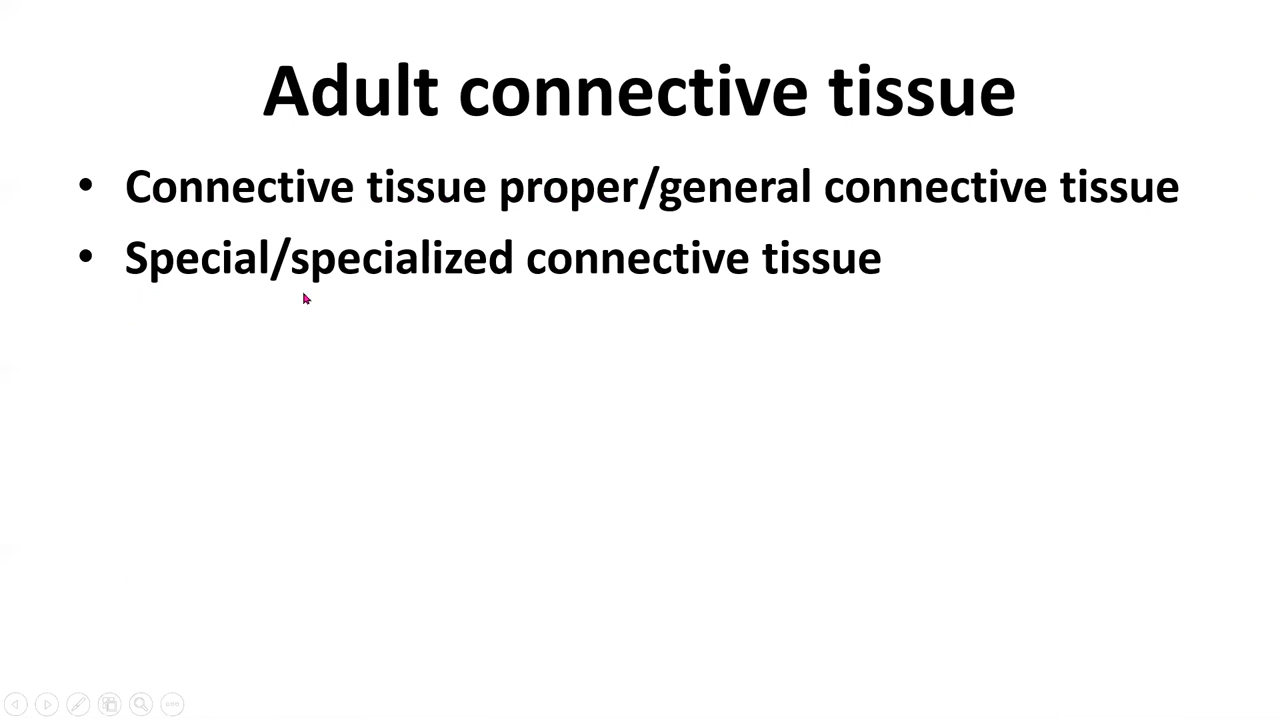 Adult connective tissue
• Connective tissue proper/general connective tissue
• Special/specialized connective tissue